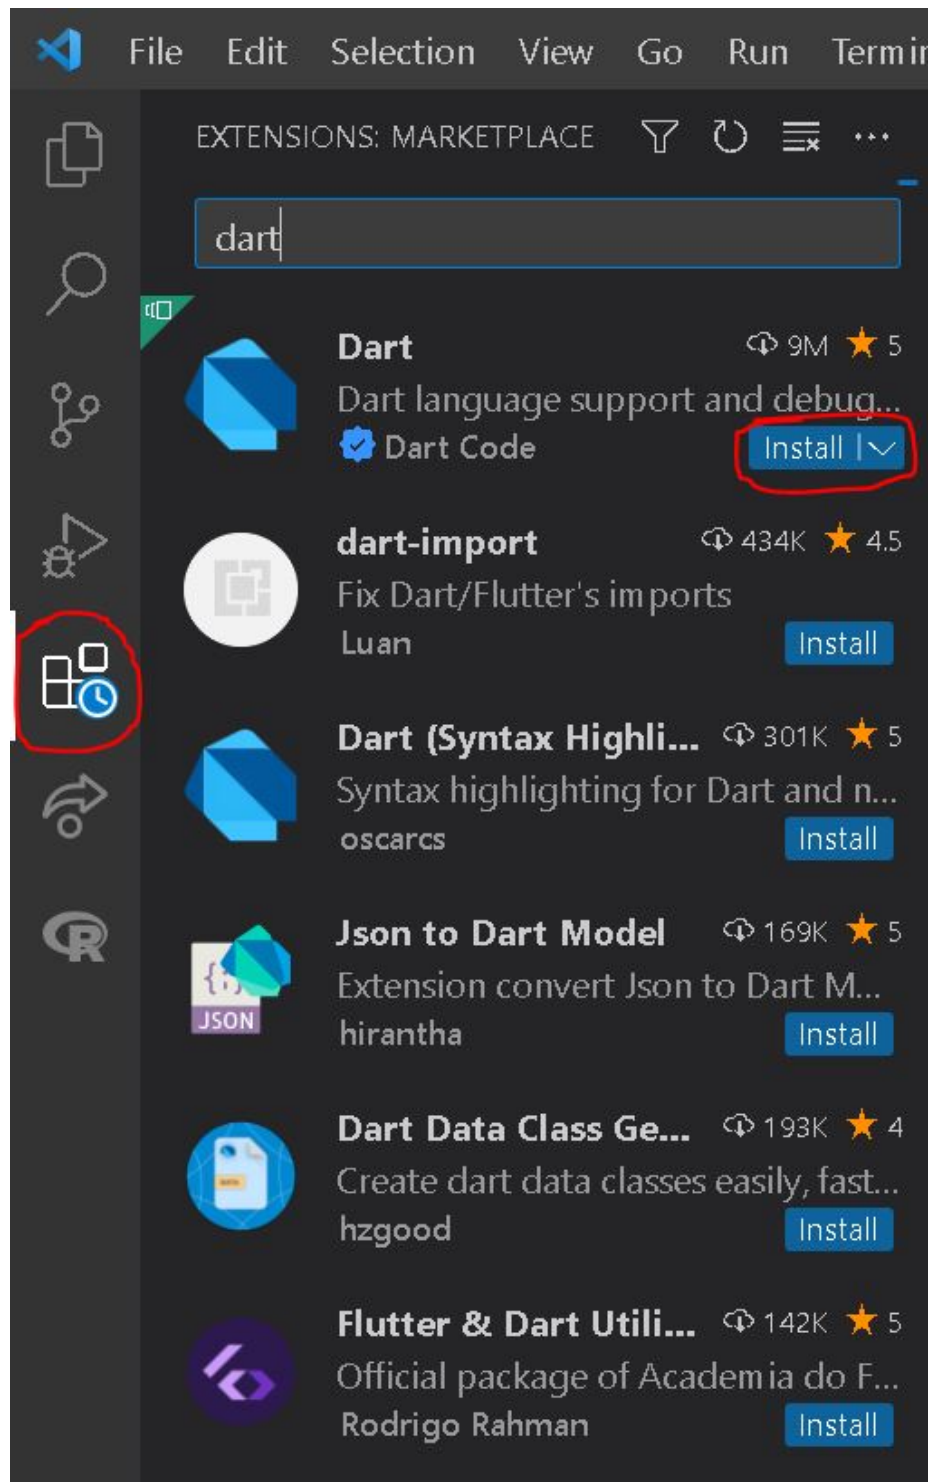 File Edit Selection View Go Run Termin
EXTENSIONS: MARKETPLACE
dart
Dart 9M 5
Dart language support and debug...
Dart Code Install
dart-import 434K 4.5
Fix Dart/Flutter's imports
Luan Install
Dart (Syntax Highli... 301K 5
Syntax highlighting for Dart and n...
oscarcs Install
Json to Dart Model 169K 5
{;}
Extension convert Json to Dart M...
JSON
hirantha Install
Dart Data Class Ge... 193K 4
Create dart data classes easily, fast...
hzgood Install
Flutter & Dart Utili... 142K 5
Official package of Academia do F...
Rodrigo Rahman Install
R